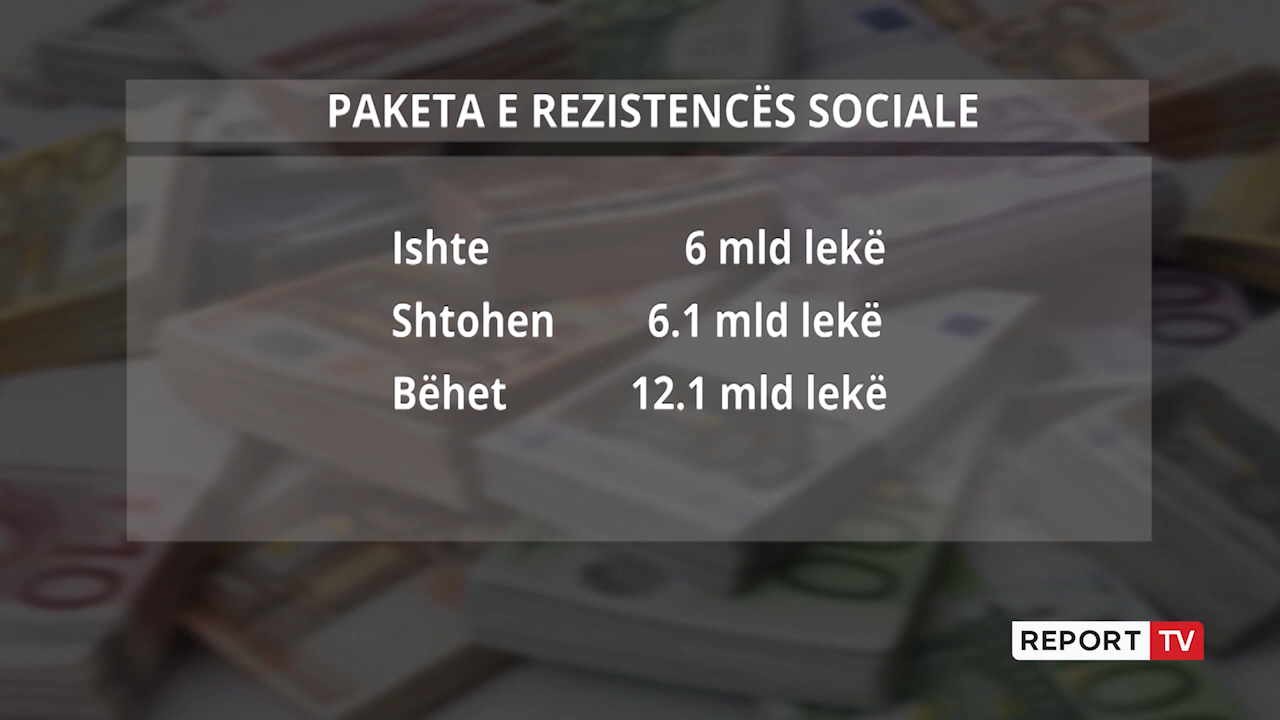 PAKETA E REZISTENCËS SOCIALE
Ishte 6 mld lekë
Shtohen 6.1 mld lekë
Bëhet 12.1 mld lekë
REPORT TV